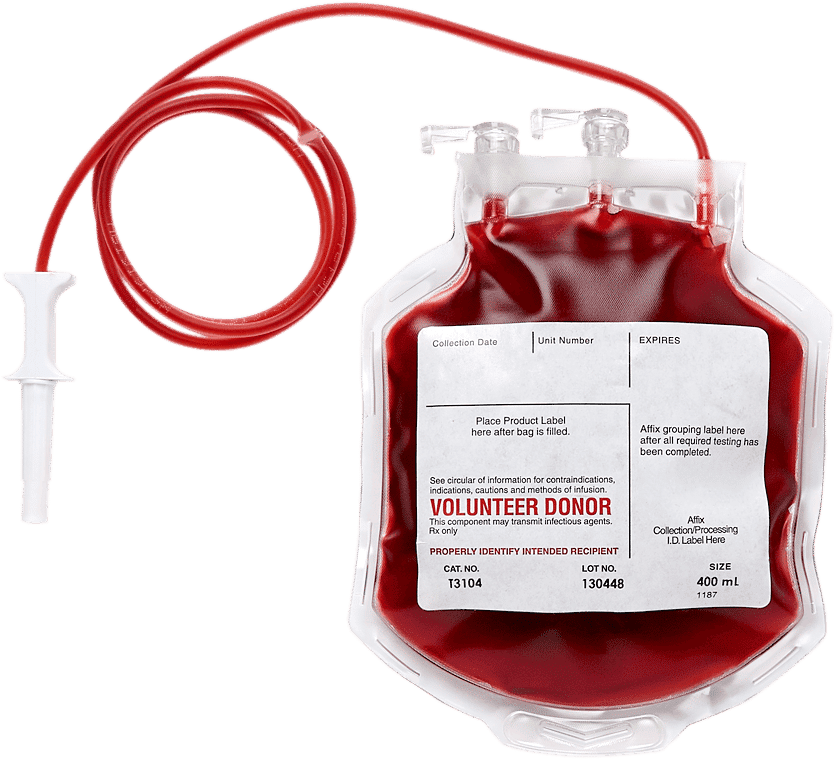 Collection Date
Unit Number
EXPIRES
Place Product Label
here after bag is filled.
Affix grouping label here
after all required testing has
been completed.
See circular of information for contraindications,
indications, cautions and methods of infusion.
VOLUNTEER DONOR
This component may transmit infectious agents.
Rx only
PROPERLY IDENTIFY INTENDED RECIPIENT
Affix
Collection/Processing
I.D. Label Here
CAT. NO.
T3104
LOT NO.
130448
SIZE
400 mL
1187